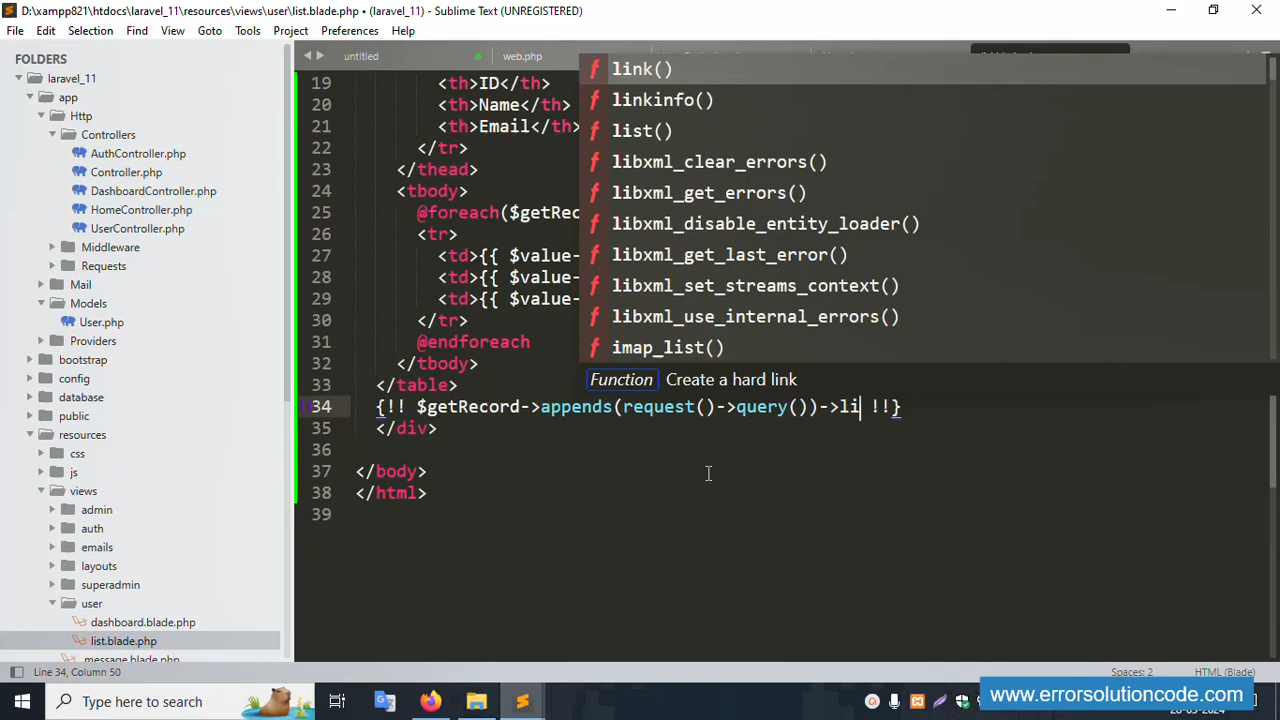 D:\xampp821\htdocs\laravel_11\resources\views\user\list.blade.php • (laravel_11) - Sublime Text (UNREGISTERED)
File Edit Selection Find View Goto Tools Project Preferences Help
FOLDERS
laravel_11
app
Http
Controllers
AuthController.php
Controller.php
DashboardController.php
HomeController.php
UserController.php
Middleware
Requests
Mail
Models
User.php
Providers
bootstrap
config
database
public
resources
css
js
views
admin
auth
emails
layouts
superadmin
user
dashboard.blade.php
list.blade.php
message.blade.php
untitled web.php
19 <th>ID</th>
20 <th>Name</th>
21 <th>Email</th>
22 </tr>
23 </thead>
24 <tbody>
25 @foreach($getRec
26 <tr>
27 <td>{{ $value-
28 <td>{{ $value-
29 <td>{{ $value-
30 </tr>
31 @endforeach
32 </tbody>
33 </table>
34 {!! $getRecord->appends(request()->query())->li !!}
35 </div>
36
37 </body>
38 </html>
39
f link()
f linkinfo()
f list()
f libxml_clear_errors()
f libxml_get_errors()
f libxml_disable_entity_loader()
f libxml_get_last_error()
f libxml_set_streams_context()
f libxml_use_internal_errors()
f imap_list()
Function Create a hard link
Line 34, Column 50 Spaces: 2 HTML (Blade)
Type here to search
www.errorsolutioncode.com